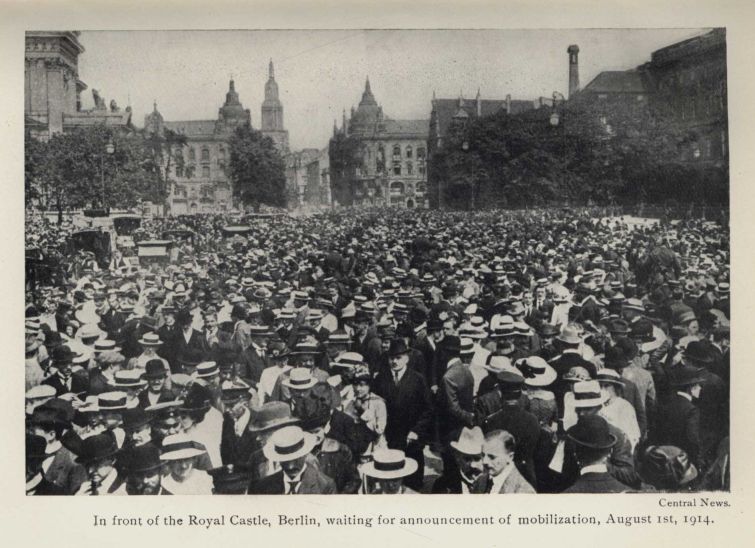 Central News.
In front of the Royal Castle, Berlin, waiting for announcement of mobilization, August 1st, 1914.